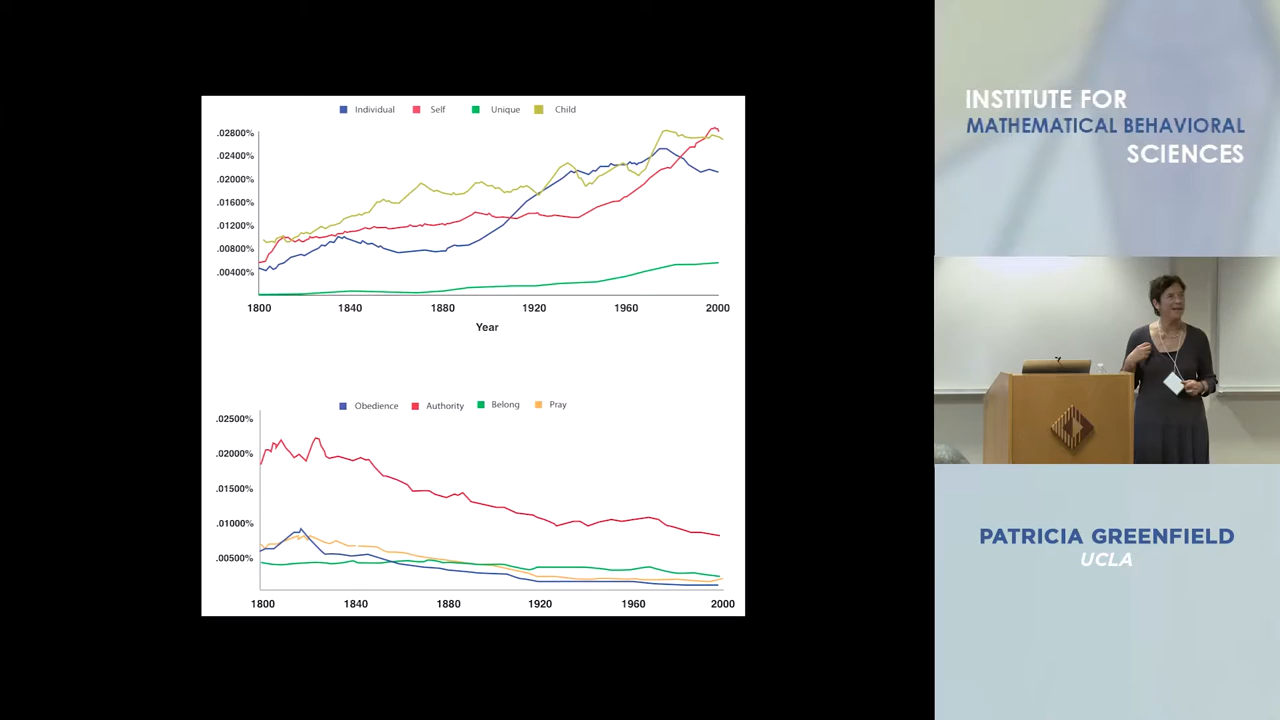 Individual Self Unique Child
.02800%
.02400%
.02000%
.01600%
.01200%
.00800%
.00400%
1800 1840 1880 1920 1960 2000
Year
Obedience Authority Belong Pray
.02500%
.02000%
.01500%
.01000%
.00500%
1800 1840 1880 1920 1960 2000
INSTITUTE FOR
MATHEMATICAL BEHAVIORAL
SCIENCES
PATRICIA GREENFIELD
UCLA